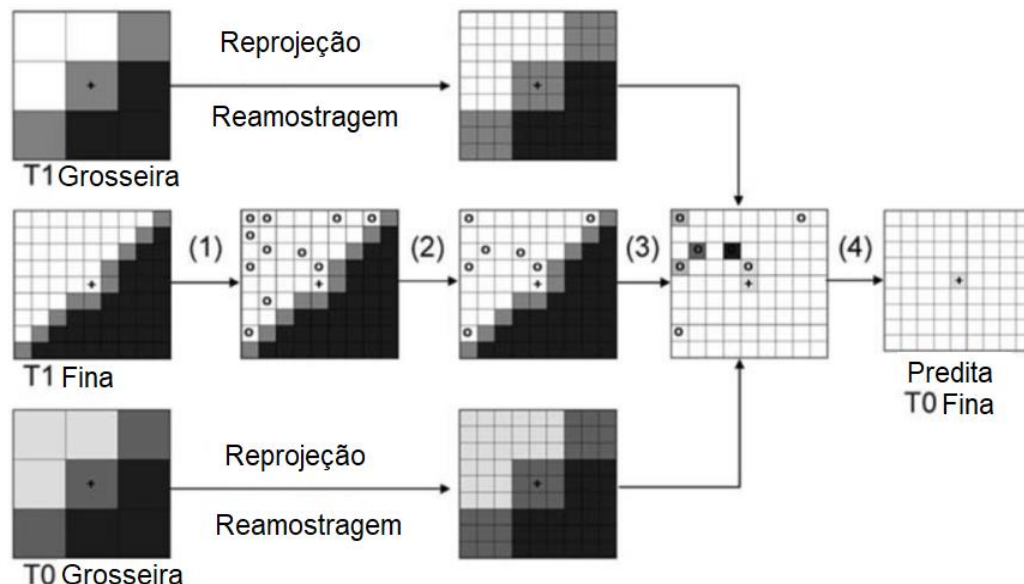 Reprojeção
Reamostragem
T1 Grosseira
(1)
(2)
(3)
(4)
T1 Fina
Predita
T0 Fina
Reprojeção
Reamostragem
T0 Grosseira